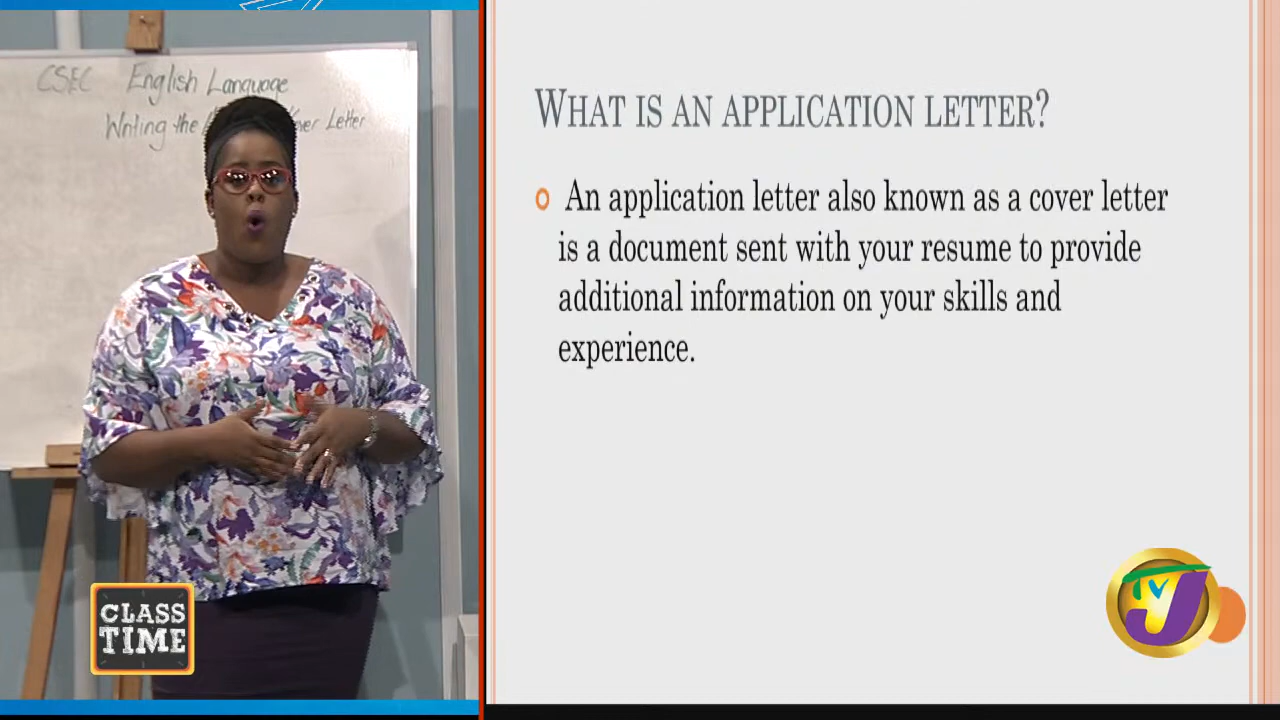 CSEC English Language
Writing the Letter
CLASS
TIME
WHAT IS AN APPLICATION LETTER?
An application letter also known as a cover letter
is a document sent with your resume to provide
additional information on your skills and
experience.
TVJ